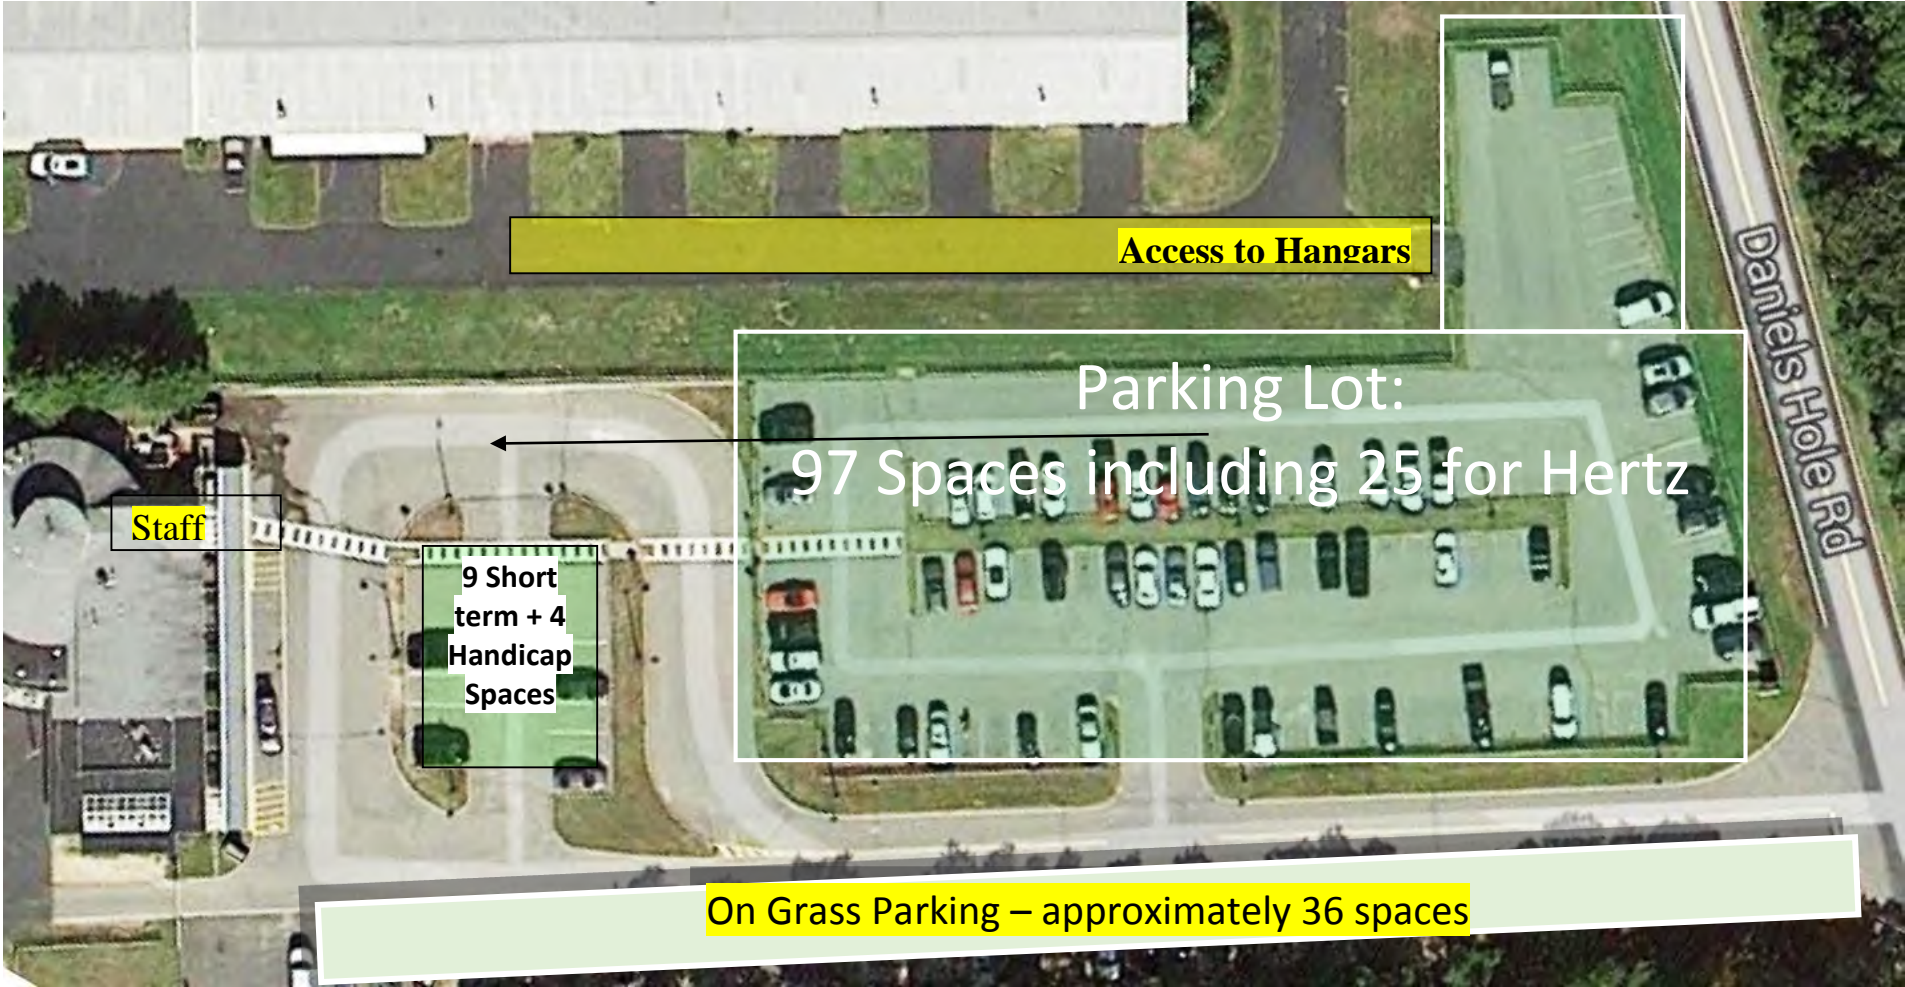 Access to Hangars
Daniels Hole Rd
Parking Lot:
97 Spaces including 25 for Hertz
Staff
9 Short
term + 4
Handicap
Spaces
On Grass Parking – approximately 36 spaces